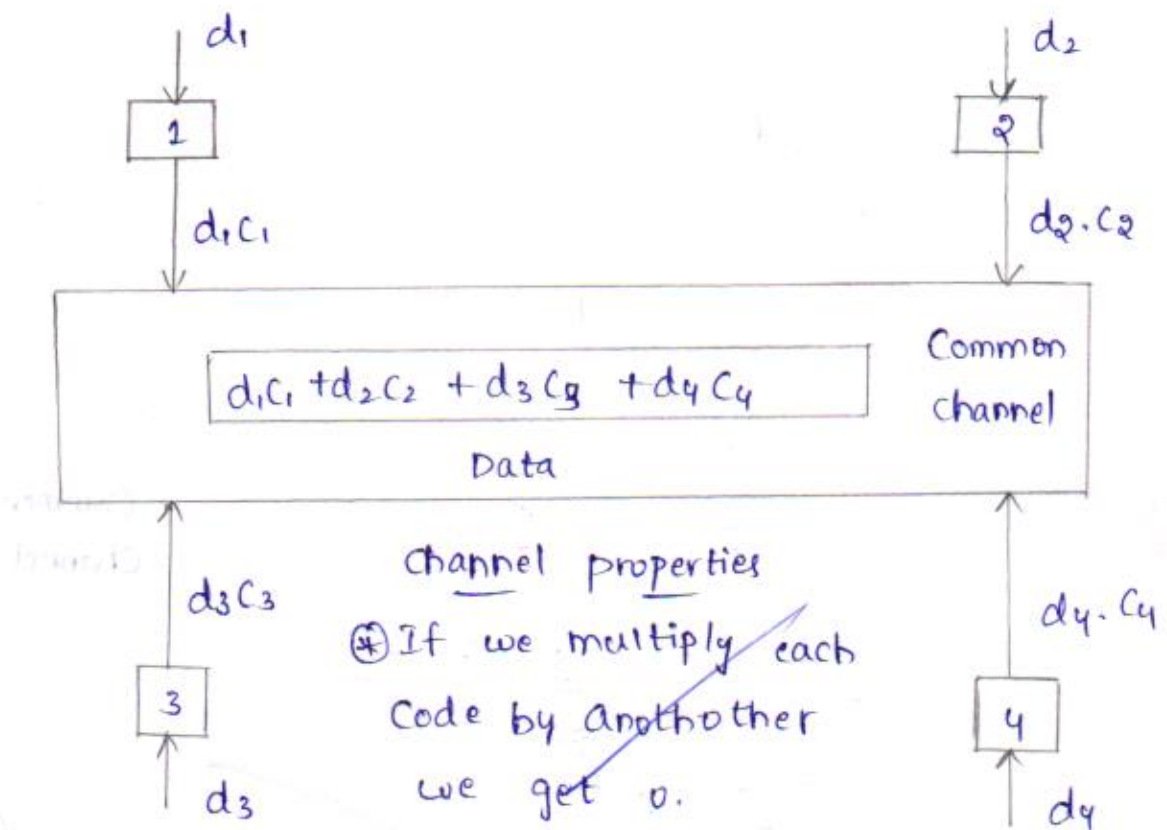 d1
d2
1
2
d1C1
d2.C2
d1C1 +d2C2 + d3C3 +d4C4
Common
channel
Data
d3C3
Channel properties
d4.C4
* If we multiply each
3
Code by anothother
4
we get 0.
d3
d4